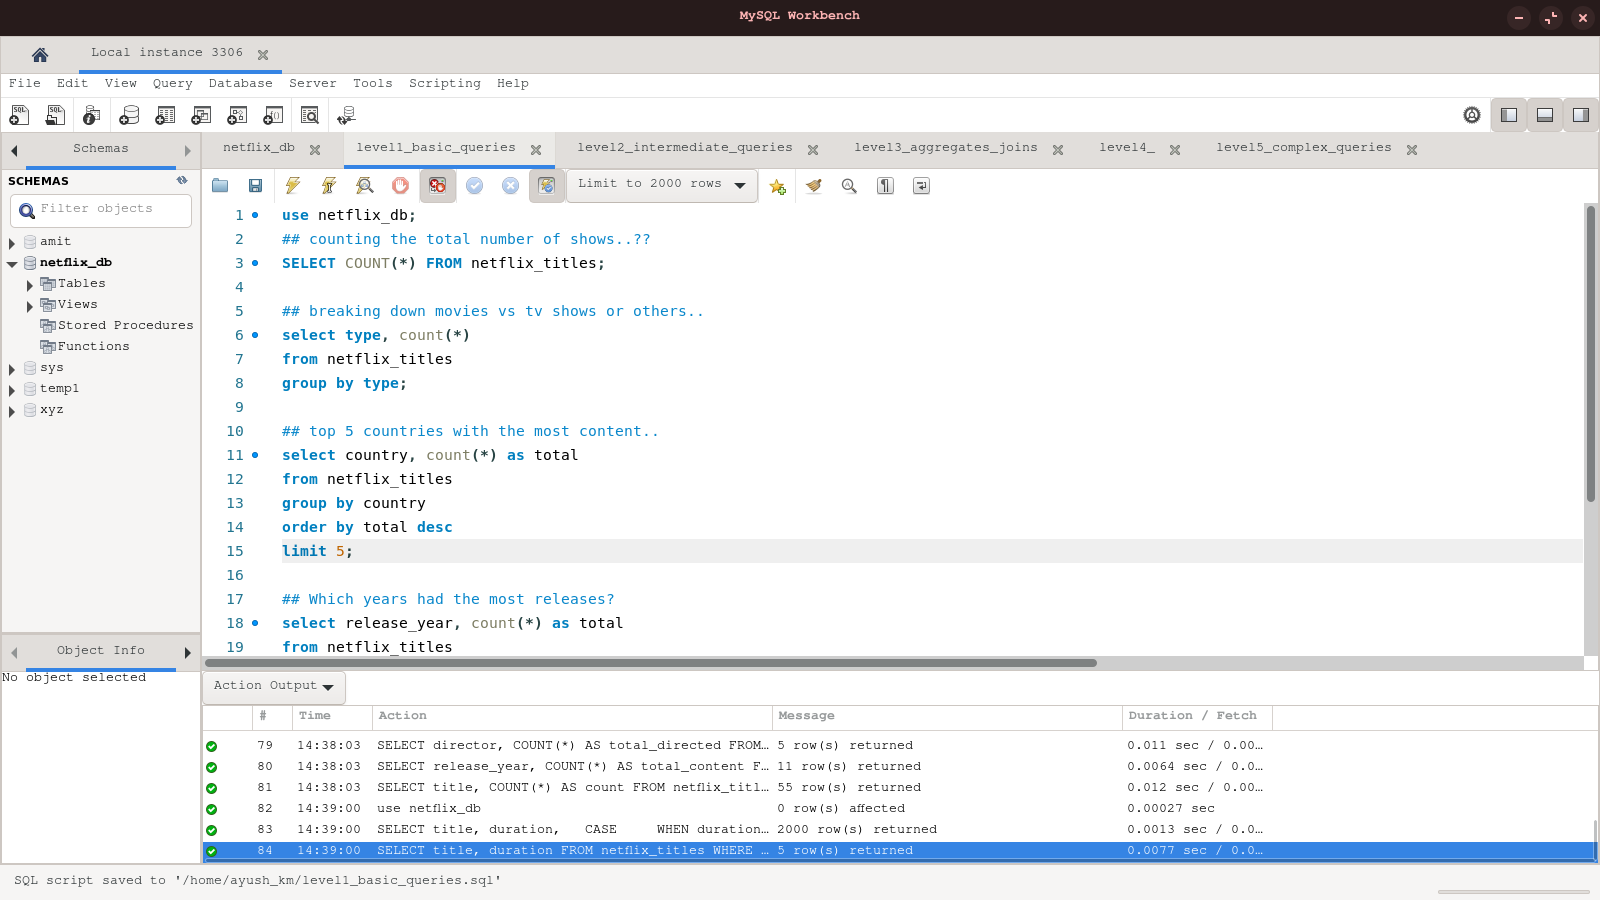 MySQL Workbench
Local instance 3306
File Edit View Query Database Server Tools Scripting Help
Schemas
netflix_db level1_basic_queries level2_intermediate_queries level3_aggregates_joins level4_ level5_complex_queries
SCHEMAS
Limit to 2000 rows
Filter objects
amit
netflix_db
Tables
Views
Stored Procedures
Functions
sys
temp1
xyz
1 use netflix_db;
2 ## counting the total number of shows..??
3 SELECT COUNT(*) FROM netflix_titles;
4
5 ## breaking down movies vs tv shows or others..
6 select type, count(*)
7 from netflix_titles
8 group by type;
9
10 ## top 5 countries with the most content..
11 select country, count(*) as total
12 from netflix_titles
13 group by country
14 order by total desc
15 limit 5;
16
17 ## Which years had the most releases?
18 select release_year, count(*) as total
19 from netflix_titles
Object Info
No object selected
Action Output
# Time Action Message Duration / Fetch
79 14:38:03 SELECT director, COUNT(*) AS total_directed FROM... 5 row(s) returned 0.011 sec / 0.00...
80 14:38:03 SELECT release_year, COUNT(*) AS total_content F... 11 row(s) returned 0.0064 sec / 0.0...
81 14:38:03 SELECT title, COUNT(*) AS count FROM netflix_titl... 55 row(s) returned 0.012 sec / 0.00...
82 14:39:00 use netflix_db 0 row(s) affected 0.00027 sec
83 14:39:00 SELECT title, duration, CASE WHEN duration... 2000 row(s) returned 0.0013 sec / 0.0...
84 14:39:00 SELECT title, duration FROM netflix_titles WHERE ... 5 row(s) returned 0.0077 sec / 0.0...
SQL script saved to '/home/ayush_km/level1_basic_queries.sql'